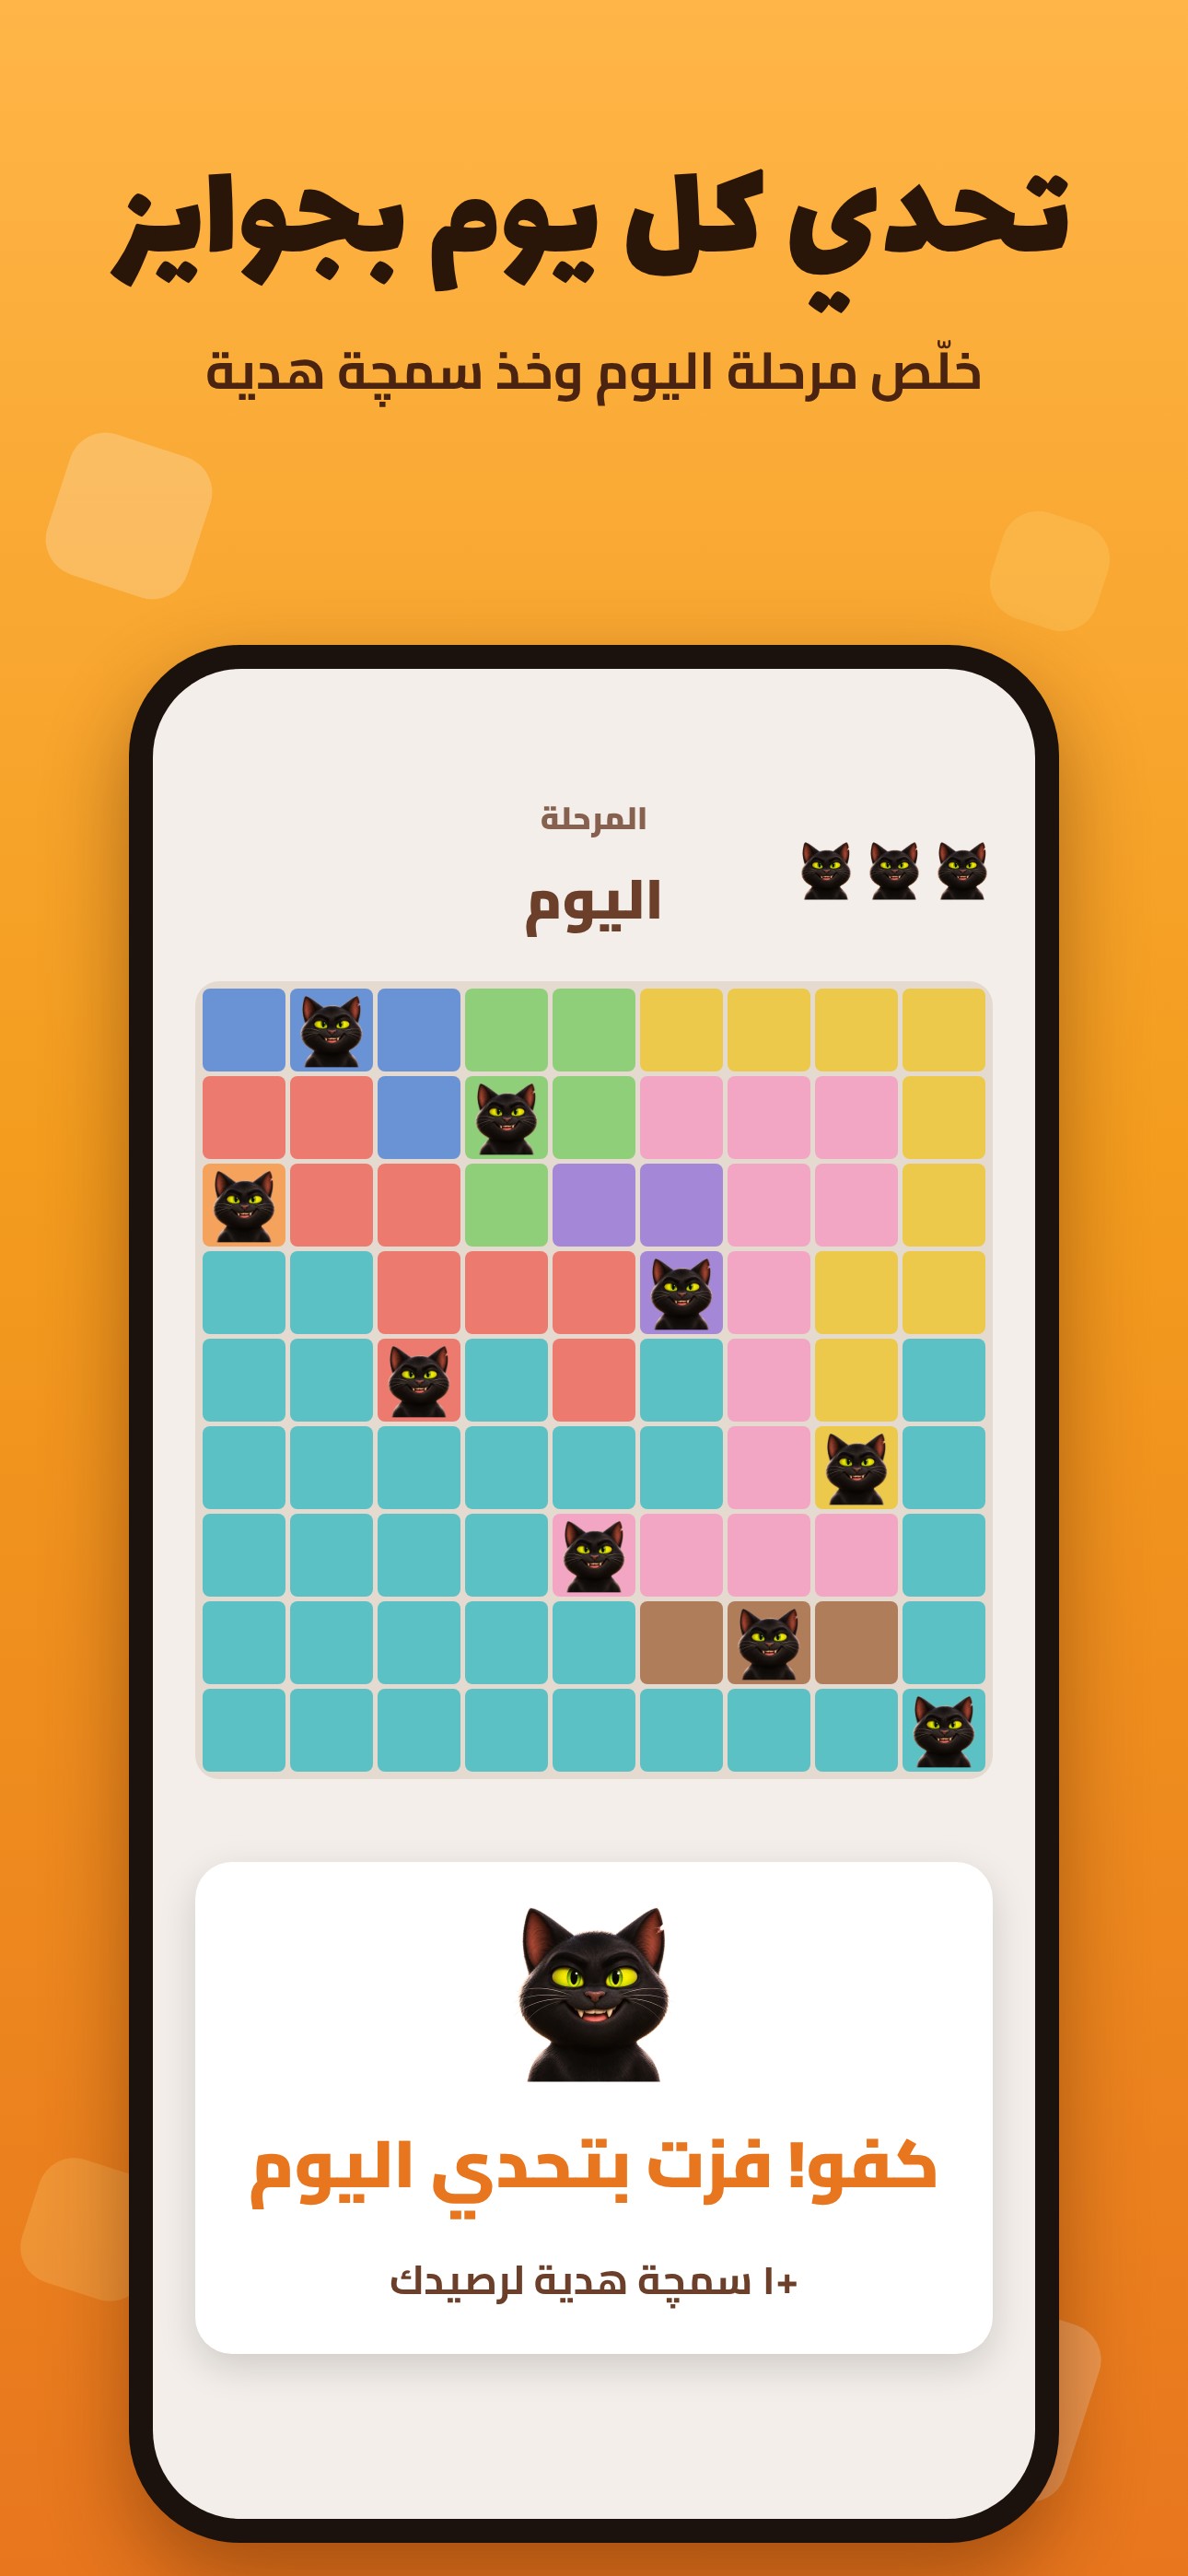 تحدي كل يوم بجوايز
خلّص مرحلة اليوم وخذ سمچة هدية
المرحلة
اليوم
كفو! فزت بتحدي اليوم
+١ سمچة هدية لرصيدك